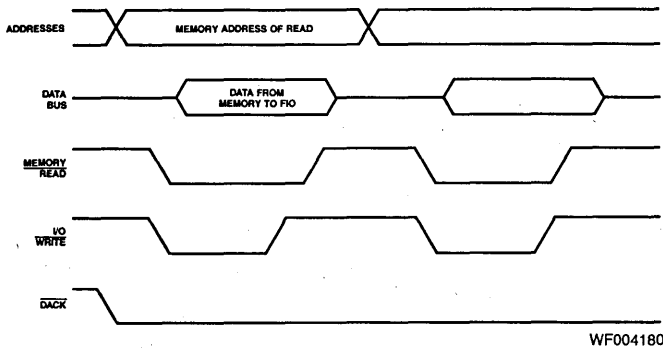 ADDRESSES
MEMORY ADDRESS OF READ
DATA
BUS
DATA FROM
MEMORY TO FIO
MEMORY
READ
I/O
WRITE
DACK
WF004180